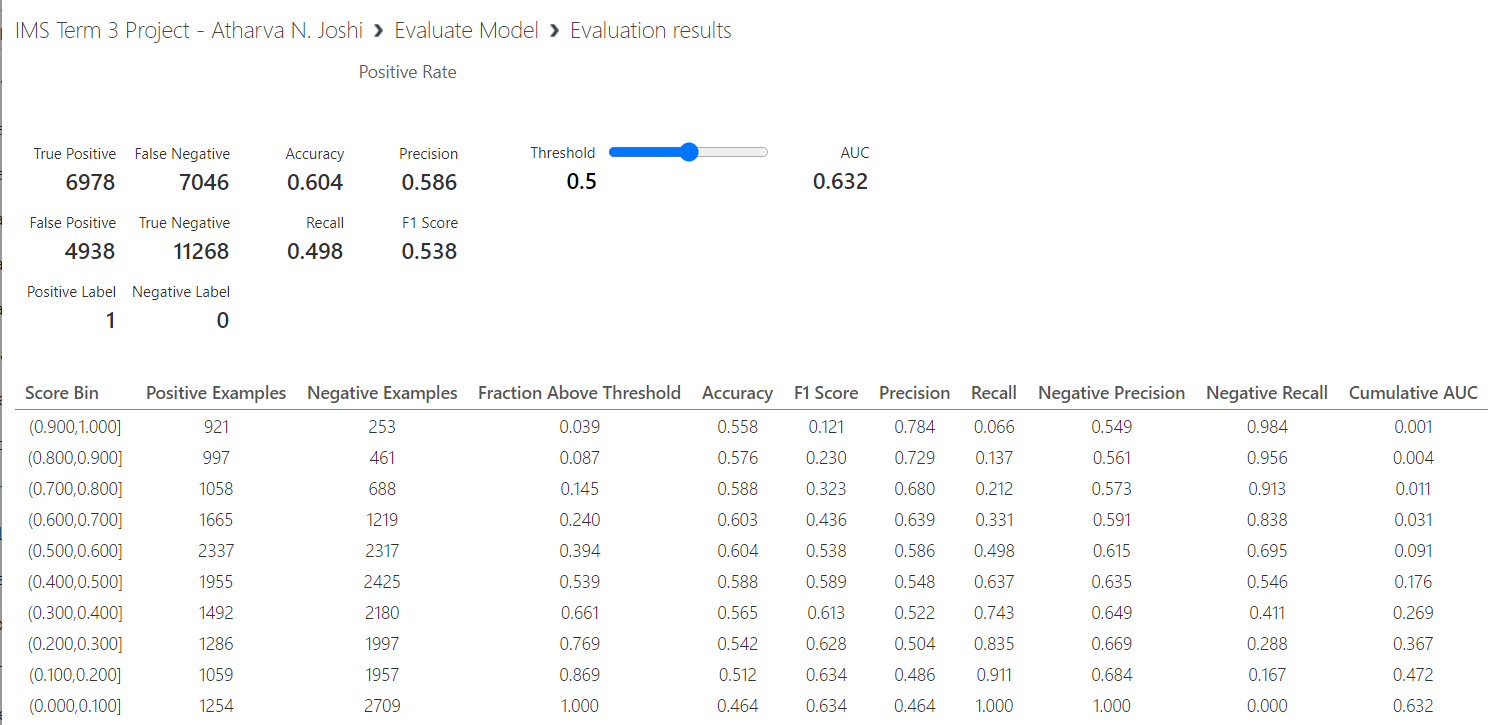 IMS Term 3 Project - Atharva N. Joshi › Evaluate Model › Evaluation results
Positive Rate
True Positive False Negative Accuracy Precision Threshold AUC
6978 7046 0.604 0.586 0.5 0.632
False Positive True Negative Recall F1 Score
4938 11268 0.498 0.538
Positive Label Negative Label
1 0
Score Bin Positive Examples Negative Examples Fraction Above Threshold Accuracy F1 Score Precision Recall Negative Precision Negative Recall Cumulative AUC
(0.900,1.000] 921 253 0.039 0.558 0.121 0.784 0.066 0.549 0.984 0.001
(0.800,0.900] 997 461 0.087 0.576 0.230 0.729 0.137 0.561 0.956 0.004
(0.700,0.800] 1058 688 0.145 0.588 0.323 0.680 0.212 0.573 0.913 0.011
(0.600,0.700] 1665 1219 0.240 0.603 0.436 0.639 0.331 0.591 0.838 0.031
(0.500,0.600] 2337 2317 0.394 0.604 0.538 0.586 0.498 0.615 0.695 0.091
(0.400,0.500] 1955 2425 0.539 0.588 0.589 0.548 0.637 0.635 0.546 0.176
(0.300,0.400] 1492 2180 0.661 0.565 0.613 0.522 0.743 0.649 0.411 0.269
(0.200,0.300] 1286 1997 0.769 0.542 0.628 0.504 0.835 0.669 0.288 0.367
(0.100,0.200] 1059 1957 0.869 0.512 0.634 0.486 0.911 0.684 0.167 0.472
(0.000,0.100] 1254 2709 1.000 0.464 0.634 0.464 1.000 1.000 0.000 0.632